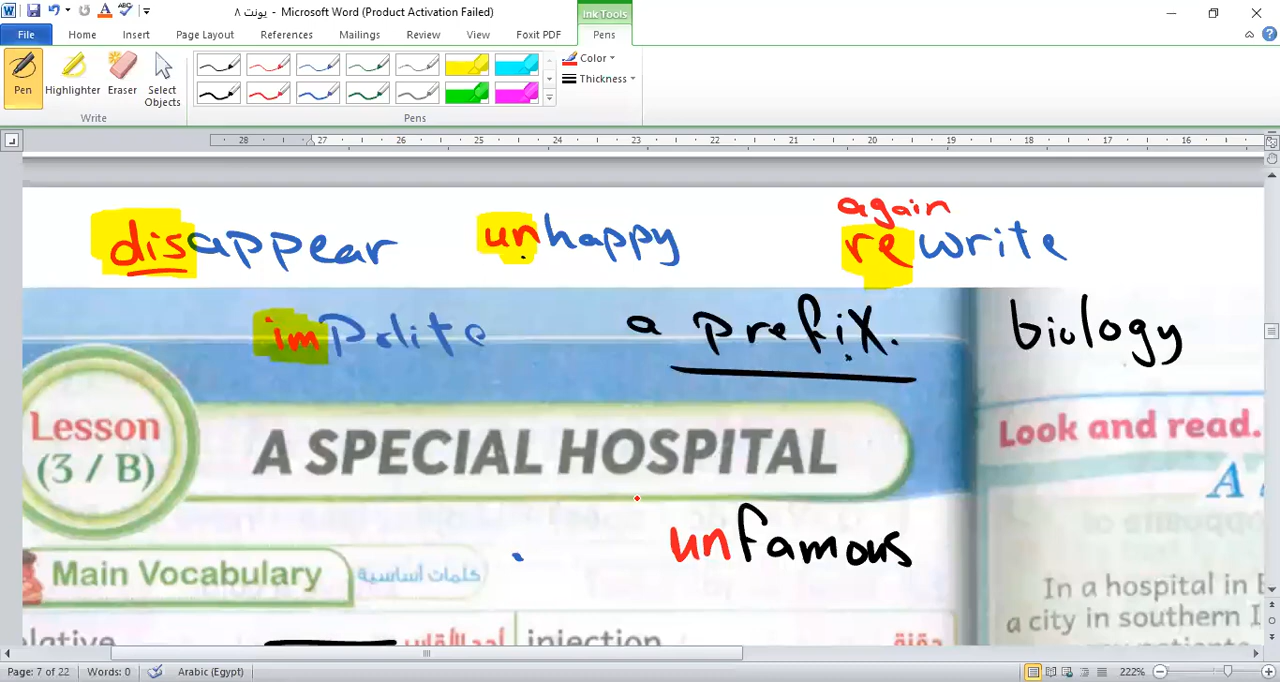 يونت ٨ - Microsoft Word (Product Activation Failed)
Ink Tools
File Home Insert Page Layout References Mailings Review View Foxit PDF Pens
Pen Highlighter Eraser Select Objects
Color
Thickness
Write Pens
28 27 26 25 24 23 22 21 20 19 18 17 16
again
disappear unhappy rewrite
impolite a prefix. biology
Lesson (3 / B)
A SPECIAL HOSPITAL
Look and read.
A
unfamous
Main Vocabulary كلمات أساسية
In a hospital in
a city in southern
elative أحد الأقارب injection حقنة
Page: 7 of 22 Words: 0 Arabic (Egypt) 222%